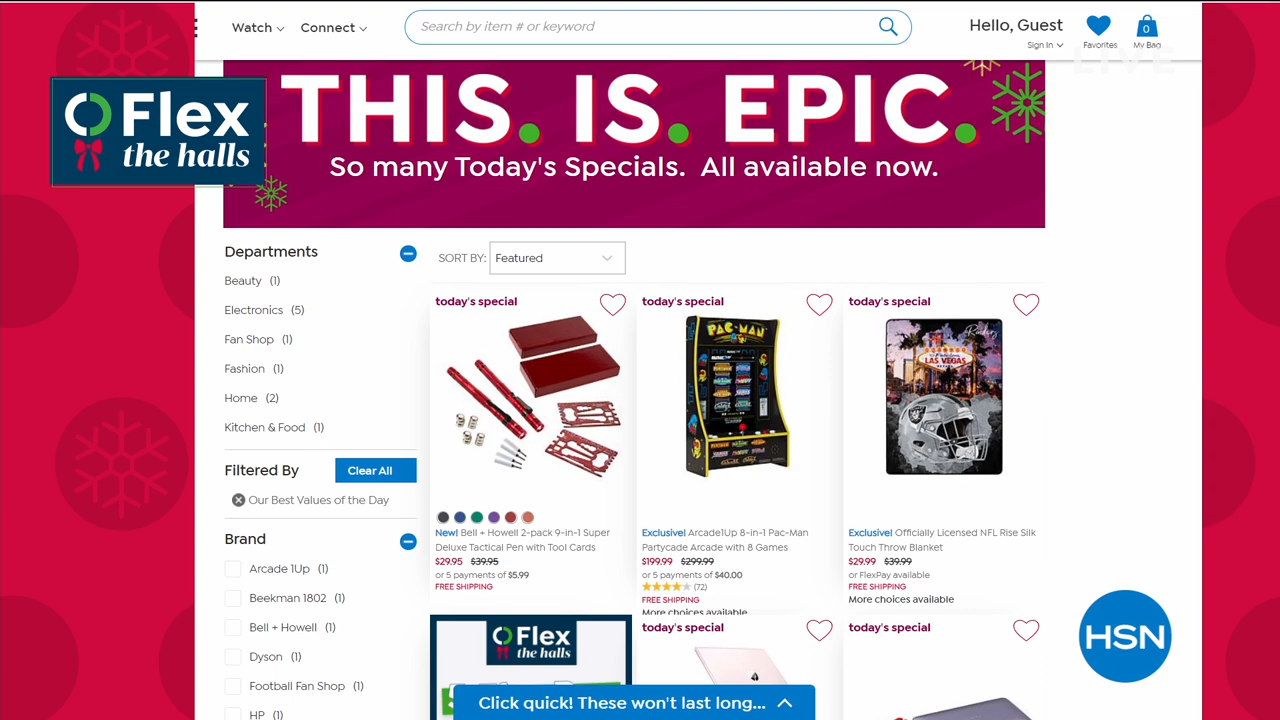 Watch
Connect
Search by item # or keyword
Hello, Guest
Sign In
Favorites
0
My Bag
LIVE
Flex
the halls
THIS. IS. EPIC.
So many Today's Specials. All available now.
Departments
Beauty (1)
Electronics (5)
Fan Shop (1)
Fashion (1)
Home (2)
Kitchen & Food (1)
Filtered By
Clear All
Our Best Values of the Day
Brand
Arcade 1Up (1)
Beekman 1802 (1)
Bell + Howell (1)
Dyson (1)
Football Fan Shop (1)
HP (1)
SORT BY: Featured
today's special
New! Bell + Howell 2-pack 9-in-1 Super
Deluxe Tactical Pen with Tool Cards
$29.95 $39.95
or 5 payments of $5.99
FREE SHIPPING
today's special
PAC-MAN
Exclusive! Arcade1Up 8-in-1 Pac-Man
Partycade Arcade with 8 Games
$199.99 $299.99
or 5 payments of $40.00
(72)
FREE SHIPPING
More choices available
today's special
Raiders
LAS VEGAS
Exclusive! Officially Licensed NFL Rise Silk
Touch Throw Blanket
$29.99 $39.99
or FlexPay available
FREE SHIPPING
More choices available
Flex
the halls
today's special
today's special
Click quick! These won't last long...
HSN